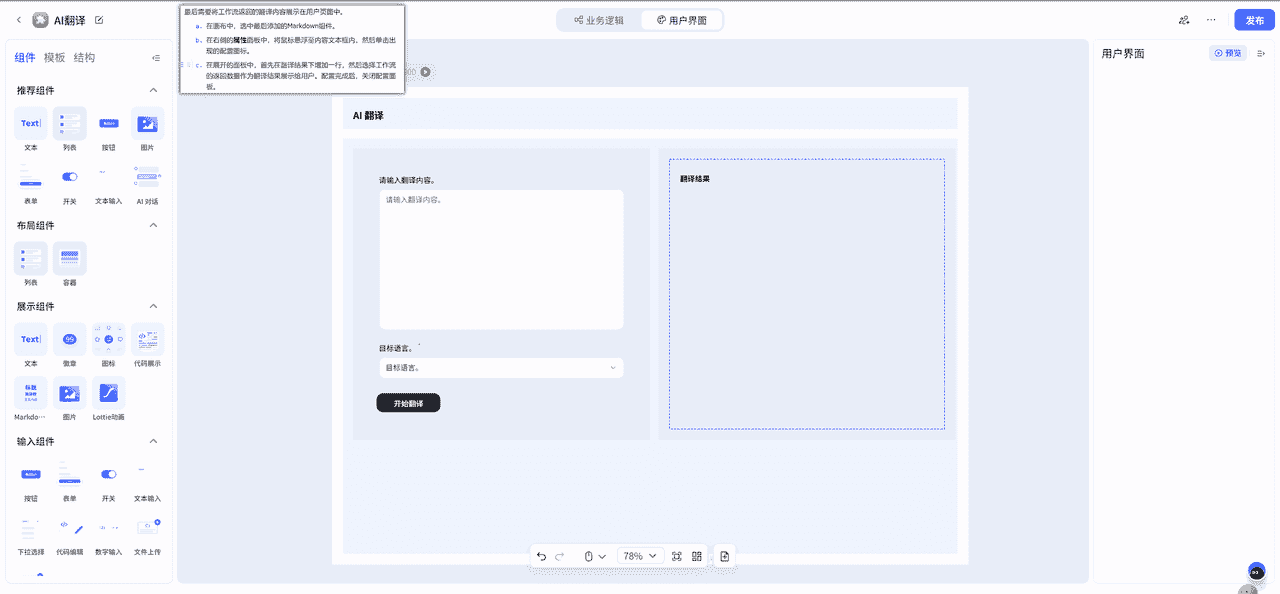 AI翻译
最后需要将工作流返回的翻译内容展示在用户页面中。
a. 在画布中，选中最后添加的Markdown组件。
b. 在右侧的属性面板中，将鼠标悬浮至内容文本框内，然后单击出
现的配置图标。
c. 在展开的面板中，首先在翻译结果下增加一行，然后选择工作流
的返回数据作为翻译结果展示给用户。配置完成后，关闭配置面
板。
业务逻辑
用户界面
发布
组件 模板 结构
推荐组件
Text
文本 列表 按钮 图片
表单 开关 文本输入 AI 对话
布局组件
列表 容器
展示组件
Text
文本 徽章 图标 代码展示
标题
Markdo··· 图片 Lottie动画
输入组件
按钮 表单 开关 文本输入
下拉选择 代码编辑 数字输入 文件上传
AI 翻译
请输入翻译内容。
请输入翻译内容。
目标语言。
目标语言。
开始翻译
翻译结果
78%
用户界面
预览